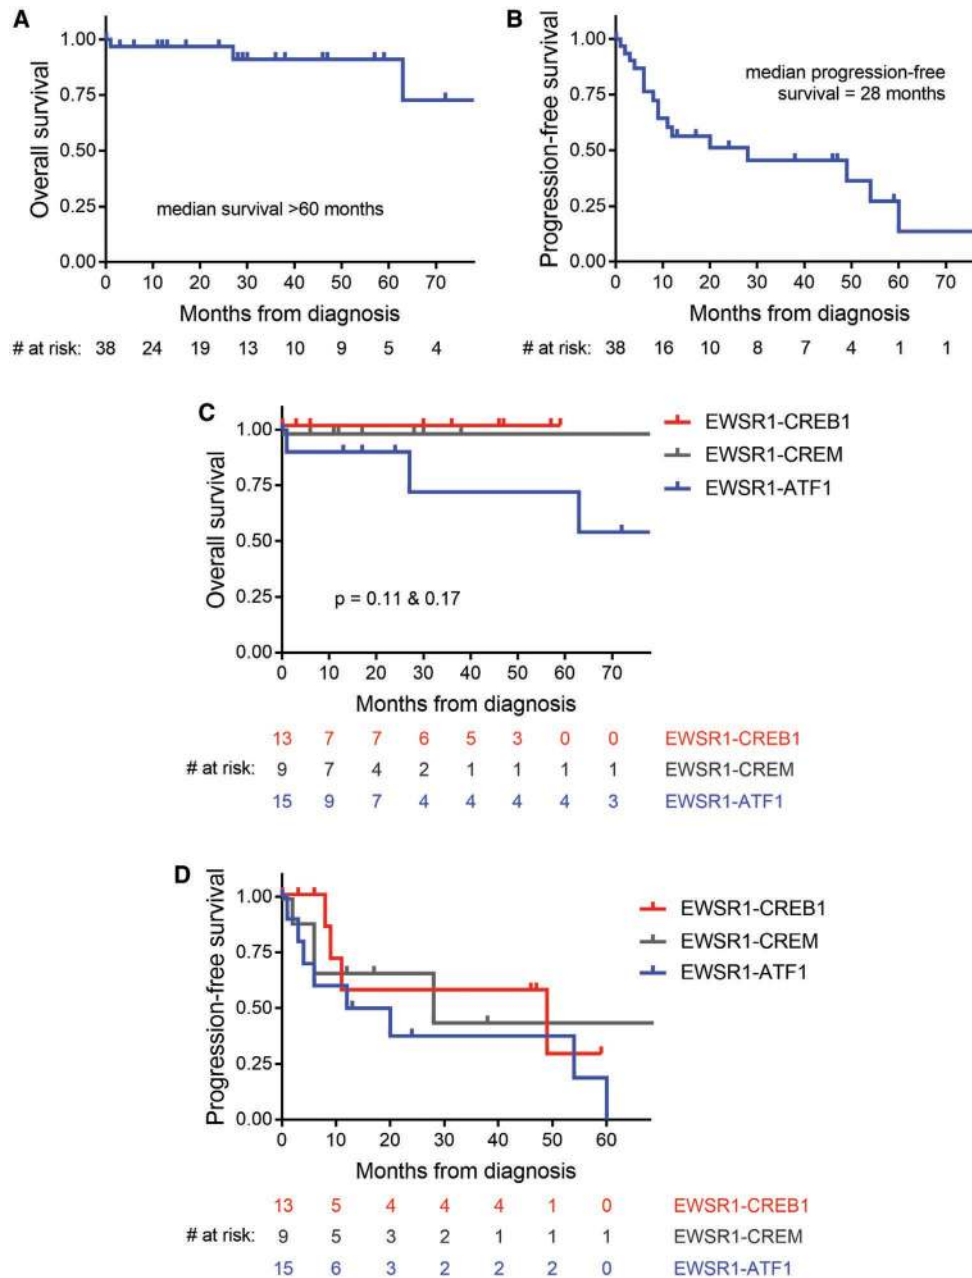 A
Overall survival
1.00
0.75
0.50
0.25
0.00
median survival >60 months
0 10 20 30 40 50 60 70
Months from diagnosis
# at risk: 38 24 19 13 10 9 5 4
B
Progression-free survival
1.00
0.75
0.50
0.25
0.00
median progression-free
survival = 28 months
0 10 20 30 40 50 60 70
Months from diagnosis
# at risk: 38 16 10 8 7 4 1 1
C
Overall survival
1.00
0.75
0.50
0.25
0.00
p = 0.11 & 0.17
EWSR1-CREB1
EWSR1-CREM
EWSR1-ATF1
0 10 20 30 40 50 60 70
Months from diagnosis
13 7 7 6 5 3 0 0 EWSR1-CREB1
# at risk: 9 7 4 2 1 1 1 1 EWSR1-CREM
15 9 7 4 4 4 4 3 EWSR1-ATF1
D
Progression-free survival
1.00
0.75
0.50
0.25
0.00
EWSR1-CREB1
EWSR1-CREM
EWSR1-ATF1
0 10 20 30 40 50 60
Months from diagnosis
13 5 4 4 4 1 0 EWSR1-CREB1
# at risk: 9 5 3 2 1 1 1 EWSR1-CREM
15 6 3 2 2 2 0 EWSR1-ATF1